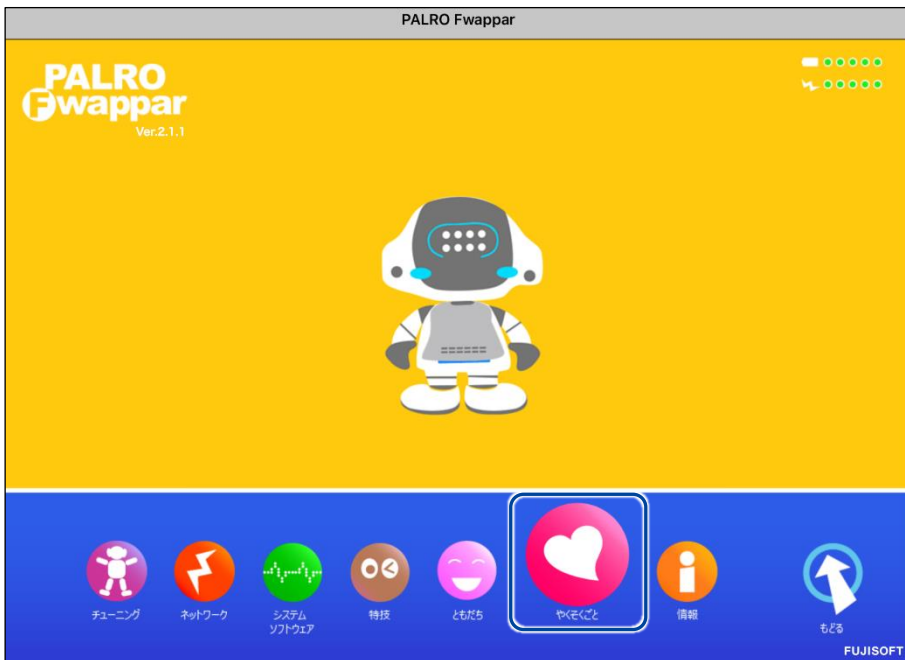 PALRO Fwappar
PALRO
Fwappar
Ver.2.1.1
チューニング
ネットワーク
システム
ソフトウェア
特技
ともだち
やくそくごと
情報
もどる
FUJISOFT